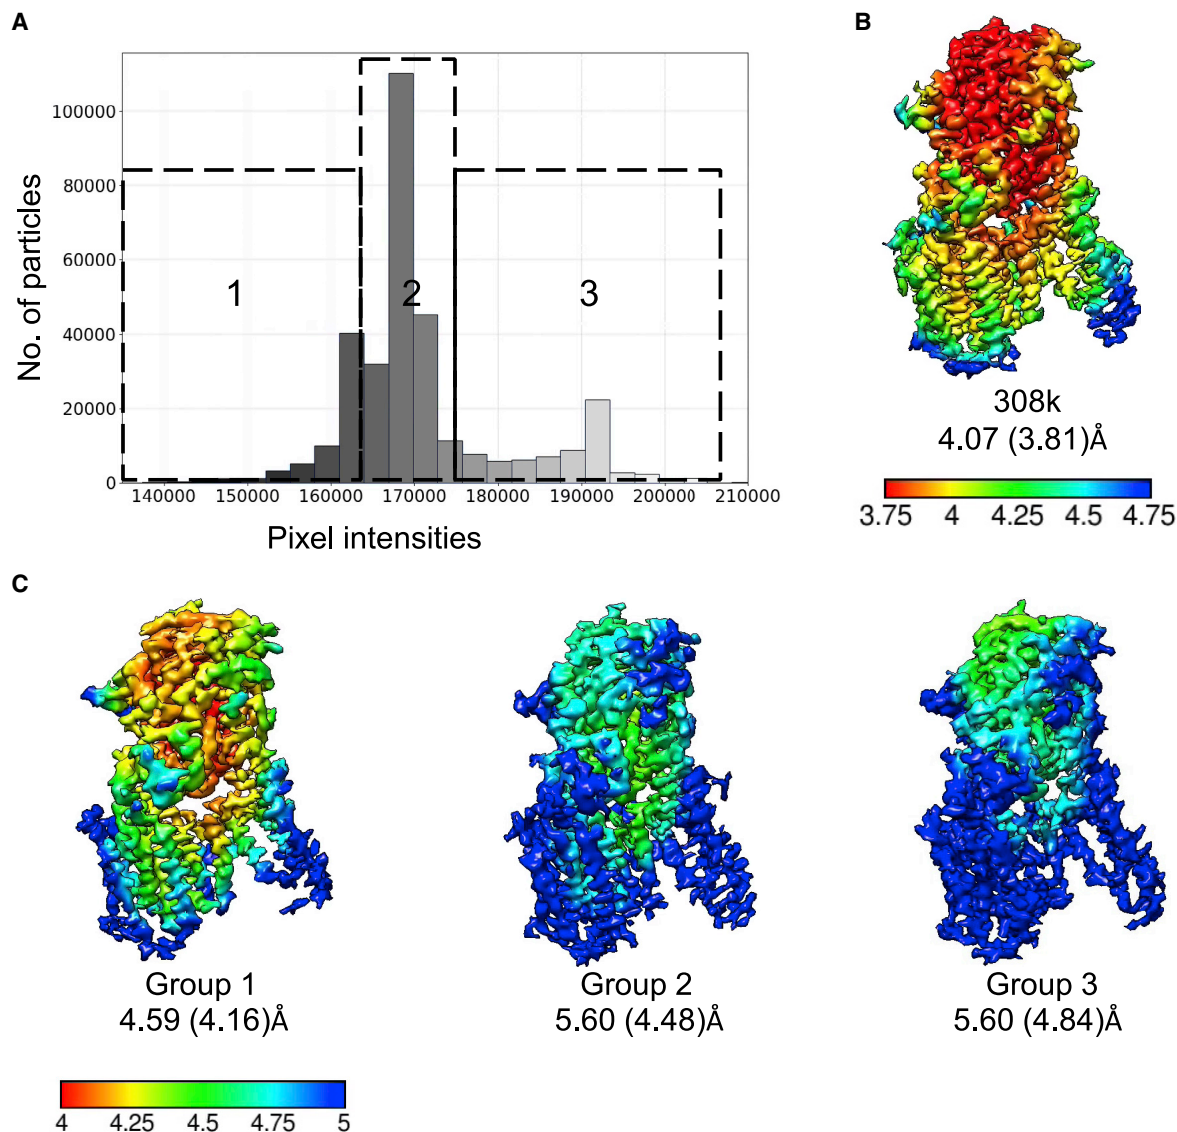 A
No. of particles
100000
80000
60000
40000
20000
0
1
2
3
140000 150000 160000 170000 180000 190000 200000 210000
Pixel intensities
B
308k
4.07 (3.81)Å
3.75 4 4.25 4.5 4.75
C
Group 1
4.59 (4.16)Å
Group 2
5.60 (4.48)Å
Group 3
5.60 (4.84)Å
4 4.25 4.5 4.75 5